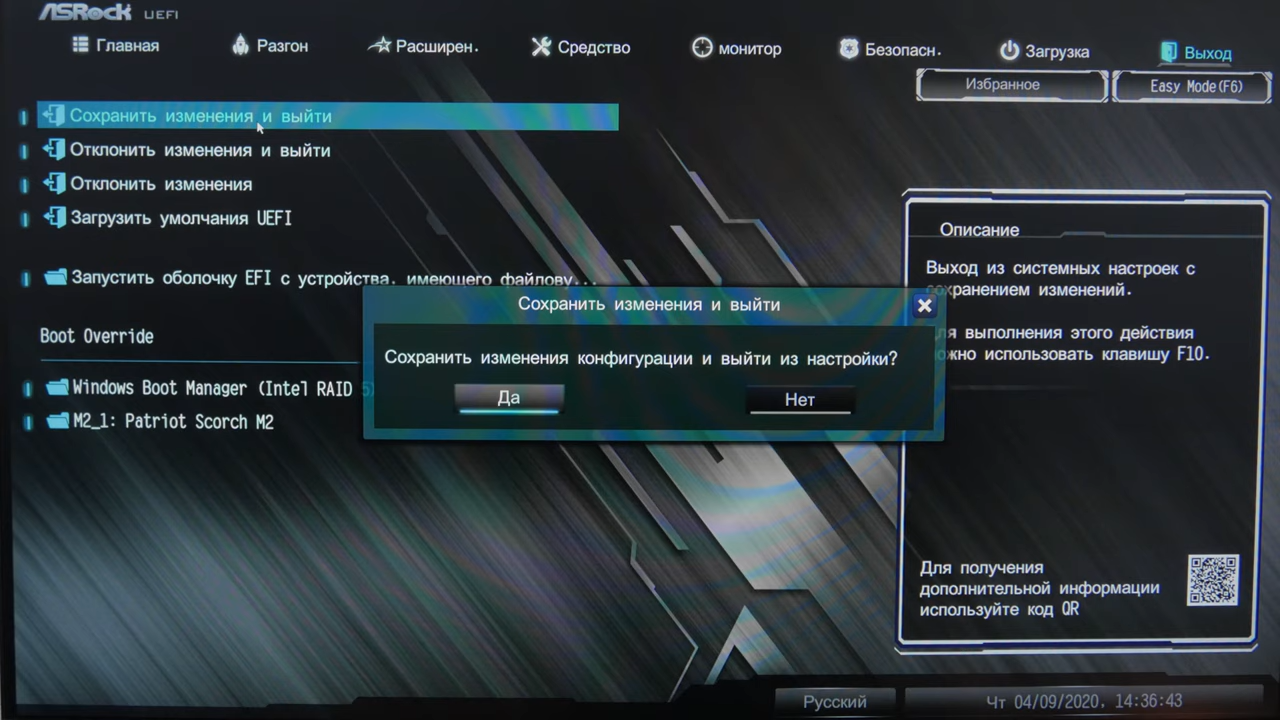 ASRock UEFI
Главная Разгон Расширен. Средство монитор Безопасн. Загрузка Выход
Избранное Easy Mode(F6)
Сохранить изменения и выйти
Отклонить изменения и выйти
Отклонить изменения
Загрузить умолчания UEFI
Запустить оболочку EFI с устройства, имеющего файлову...
Boot Override
Windows Boot Manager (Intel RAID
M2_1: Patriot Scorch M2
Сохранить изменения и выйти
Сохранить изменения конфигурации и выйти из настройки?
Да Нет
Описание
Выход из системных настроек с
сохранением изменений.
выполнения этого действия
использовать клавишу F10.
Для получения
дополнительной информации
используйте код QR
Русский Чт 04/09/2020, 14:36:43